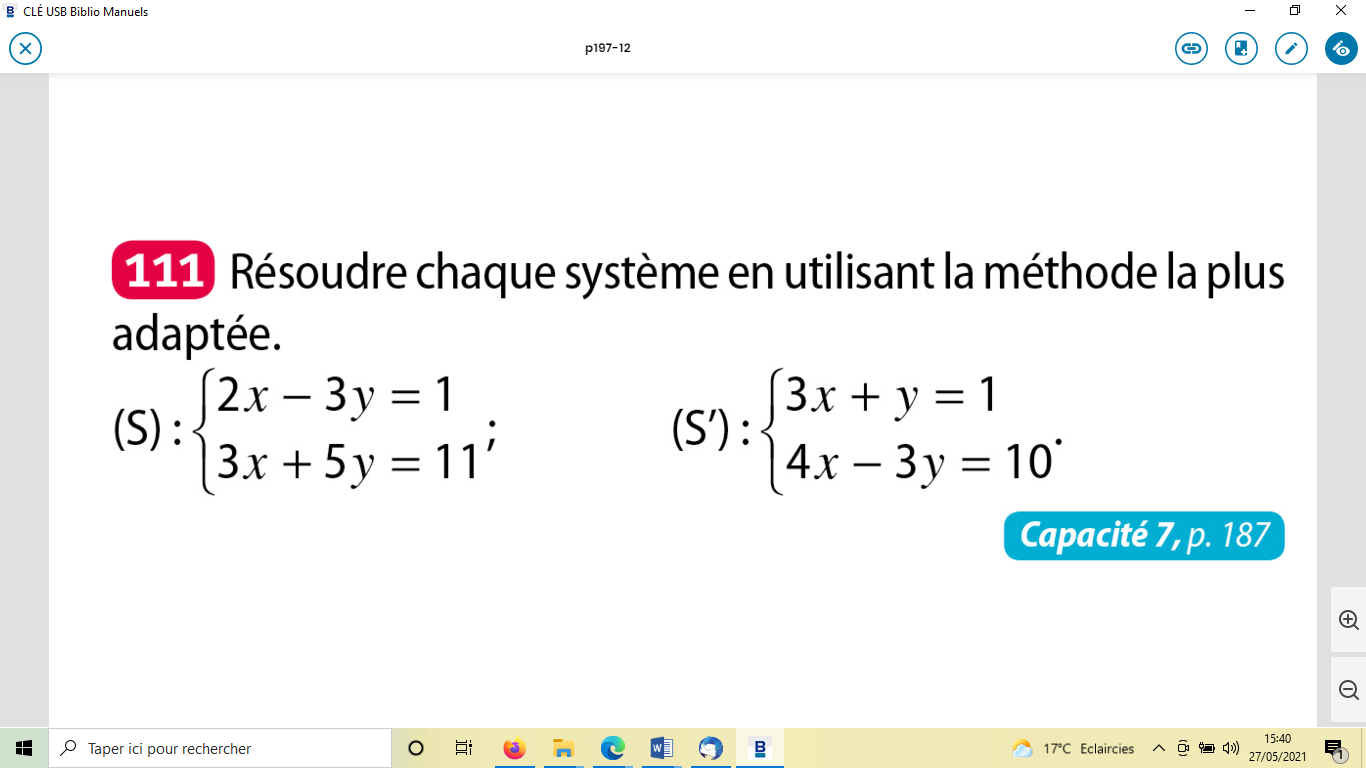 CLÉ USB Biblio Manuels
p197-12
111 Résoudre chaque système en utilisant la méthode la plus
adaptée.
(S) : { 2x − 3y = 1
3x + 5y = 11 ;
(S’) : { 3x + y = 1
4x − 3y = 10 .
Capacité 7, p. 187
Taper ici pour rechercher
17°C Eclaircies
15:40
27/05/2021
1